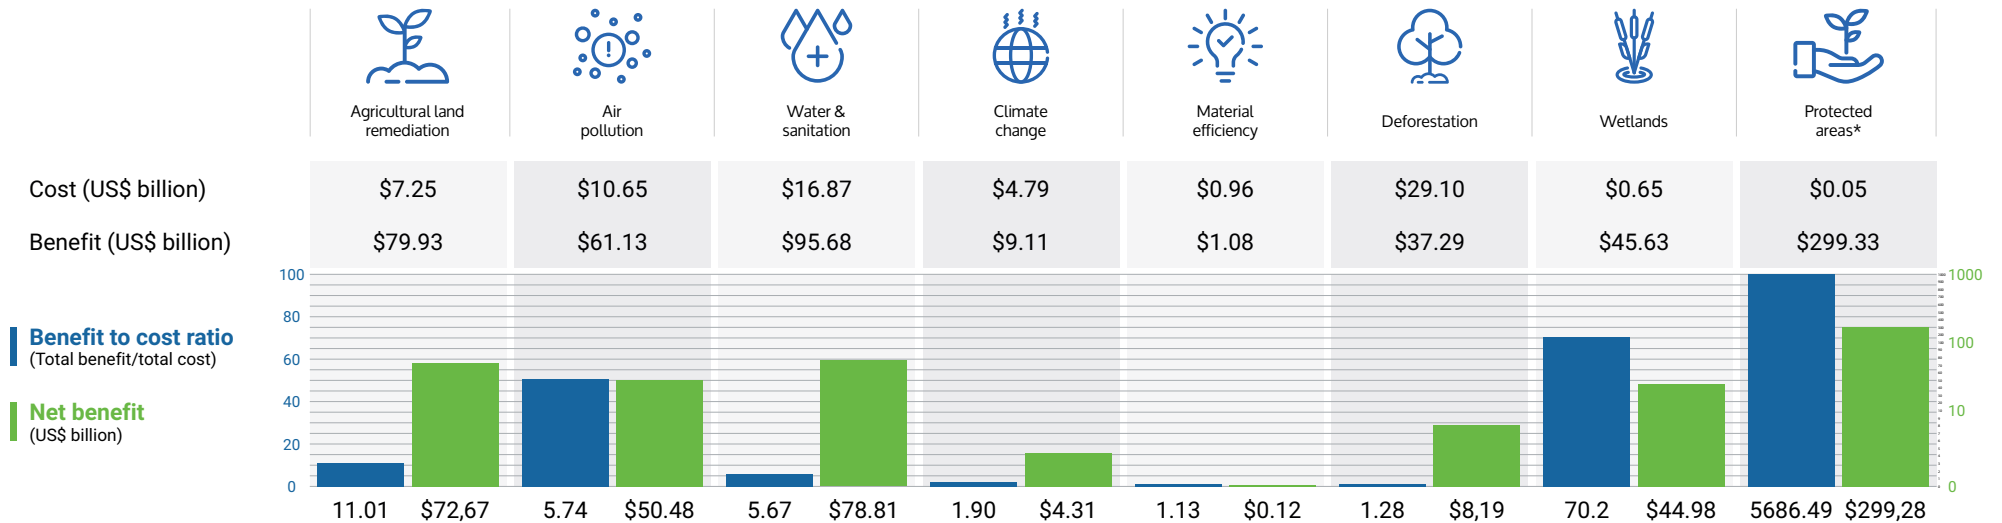 Agricultural land
remediation
Air
pollution
Water &
sanitation
Climate
change
Material
efficiency
Deforestation
Wetlands
Protected
areas*
Cost (US$ billion) $7.25 $10.65 $16.87 $4.79 $0.96 $29.10 $0.65 $0.05
Benefit (US$ billion) $79.93 $61.13 $95.68 $9.11 $1.08 $37.29 $45.63 $299.33
Benefit to cost ratio
(Total benefit/total cost)
Net benefit
(US$ billion)
100
80
60
40
20
0
1000
100
10
0
11.01 $72,67 5.74 $50.48 5.67 $78.81 1.90 $4.31 1.13 $0.12 1.28 $8,19 70.2 $44.98 5686.49 $299,28